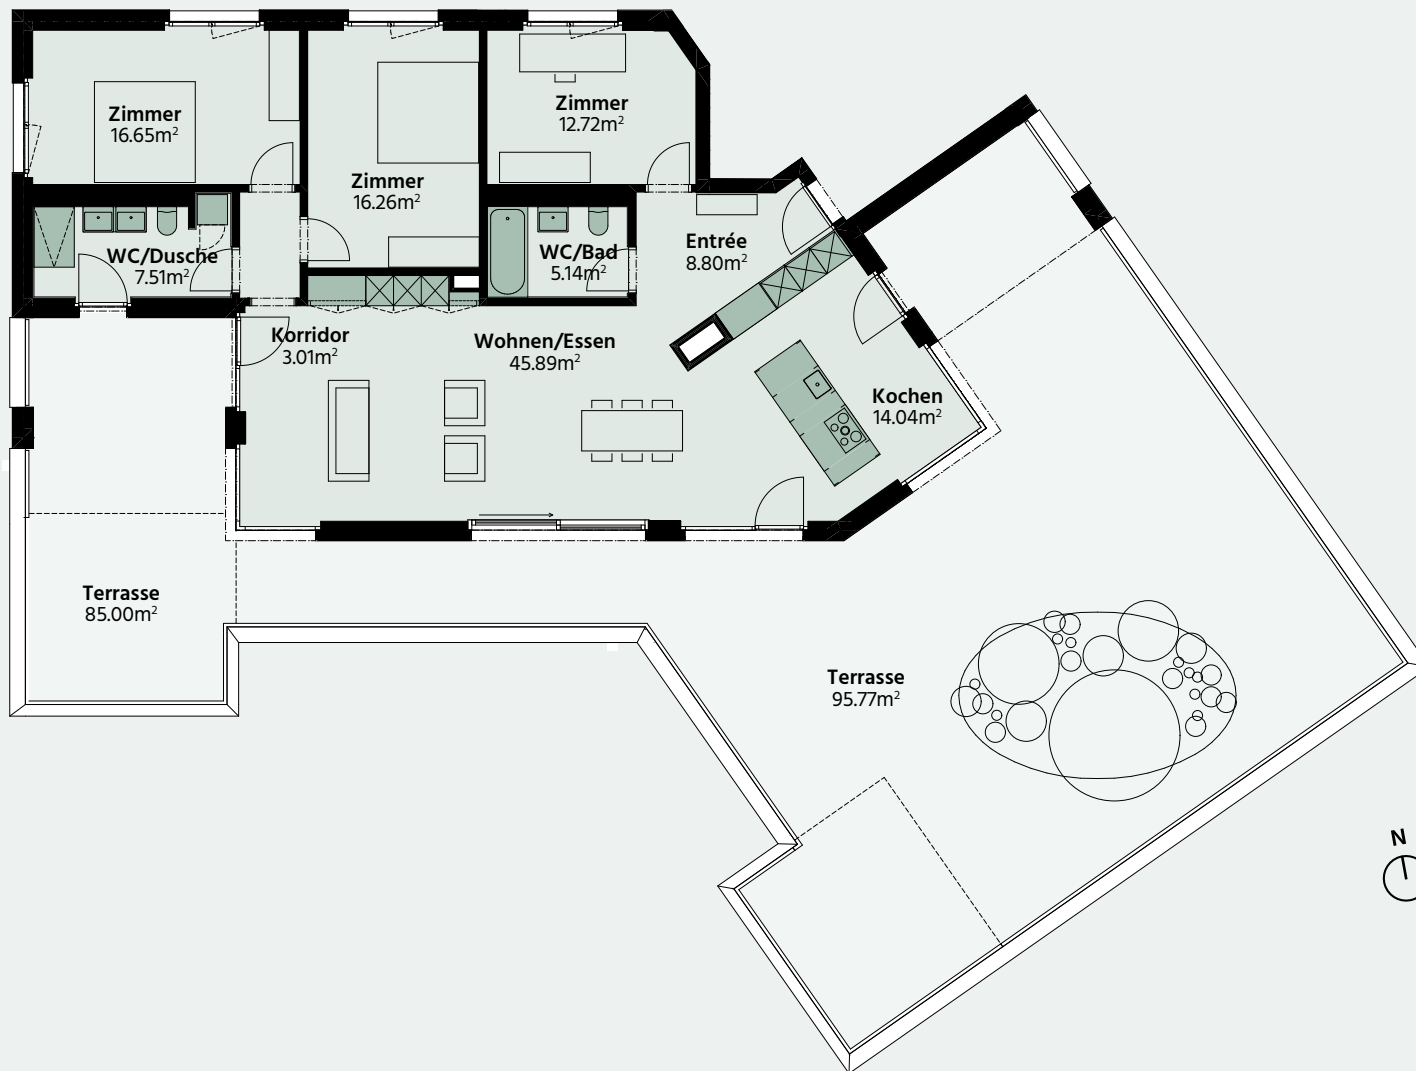 Zimmer
16.65m²
Zimmer
16.26m²
Zimmer
12.72m²
WC/Dusche
7.51m²
WC/Bad
5.14m²
Entrée
8.80m²
Korridor
3.01m²
Wohnen/Essen
45.89m²
Kochen
14.04m²
Terrasse
85.00m²
Terrasse
95.77m²
N